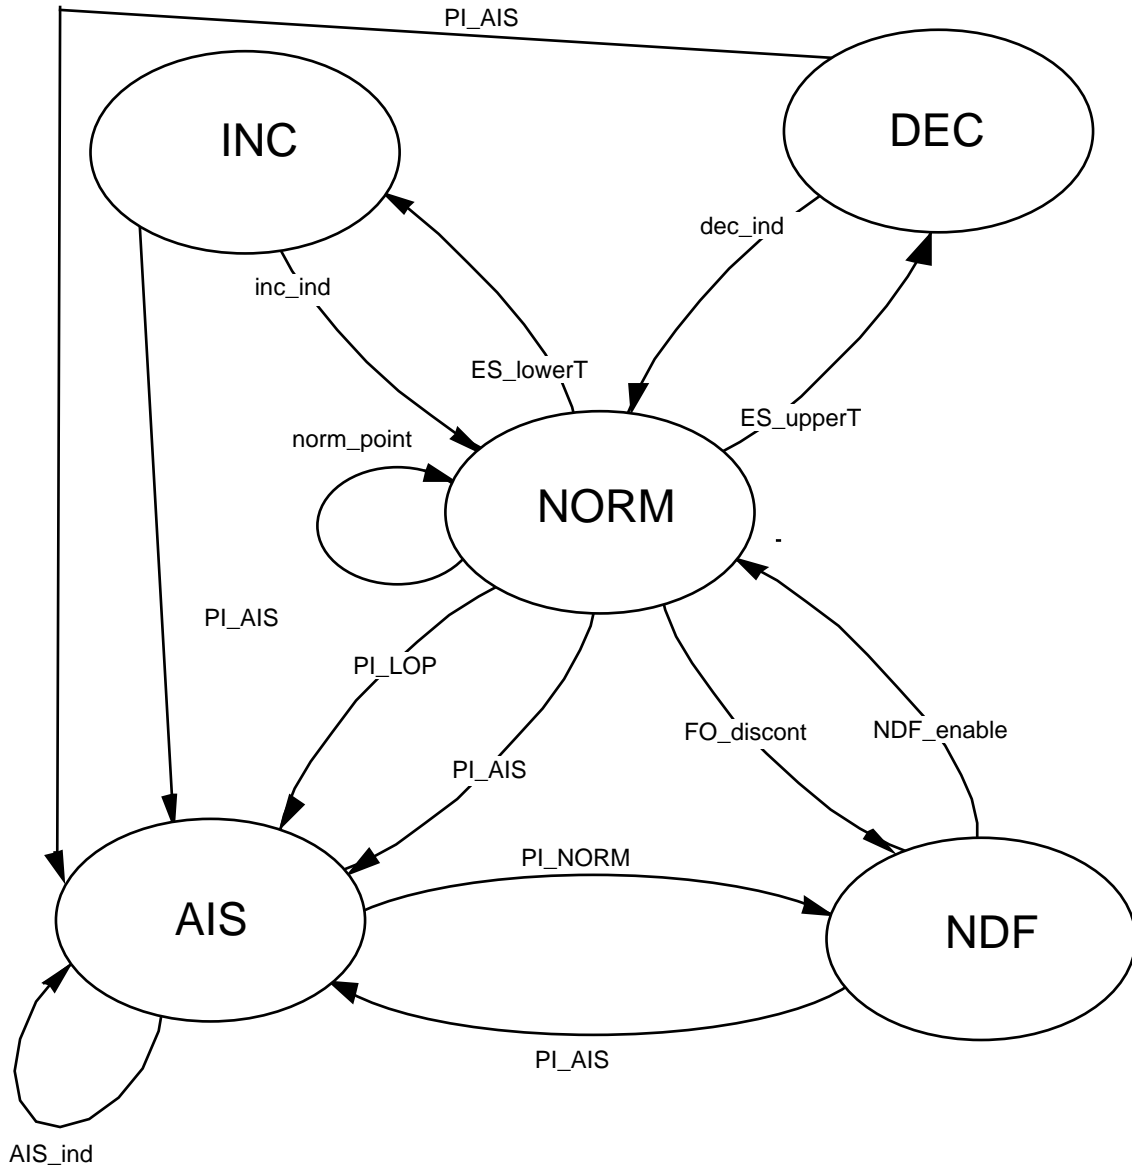 PI_AIS
INC
DEC
dec_ind
inc_ind
ES_lowerT
ES_upperT
norm_point
NORM
-
PI_AIS
PI_LOP
FO_discont
NDF_enable
PI_AIS
PI_NORM
AIS
NDF
PI_AIS
AIS_ind